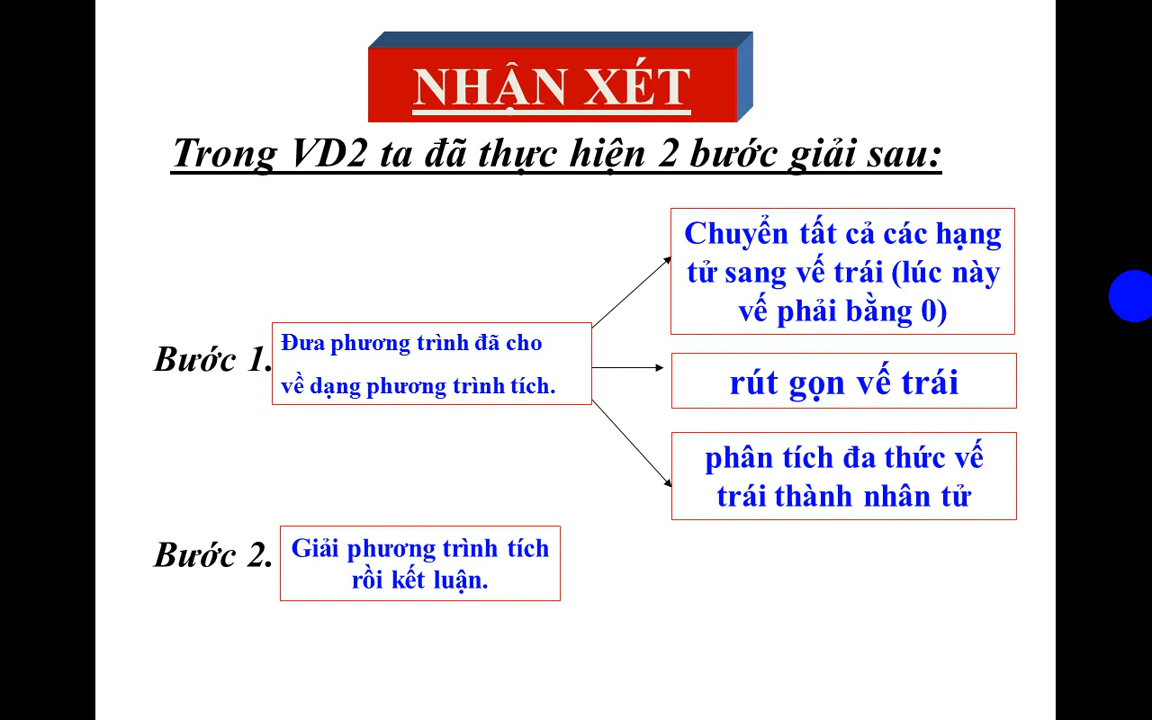 NHẬN XÉT
Trong VD2 ta đã thực hiện 2 bước giải sau:
Chuyển tất cả các hạng
tử sang vế trái (lúc này
vế phải bằng 0)
Bước 1.
Đưa phương trình đã cho
về dạng phương trình tích.
rút gọn vế trái
phân tích đa thức vế
trái thành nhân tử
Bước 2.
Giải phương trình tích
rồi kết luận.